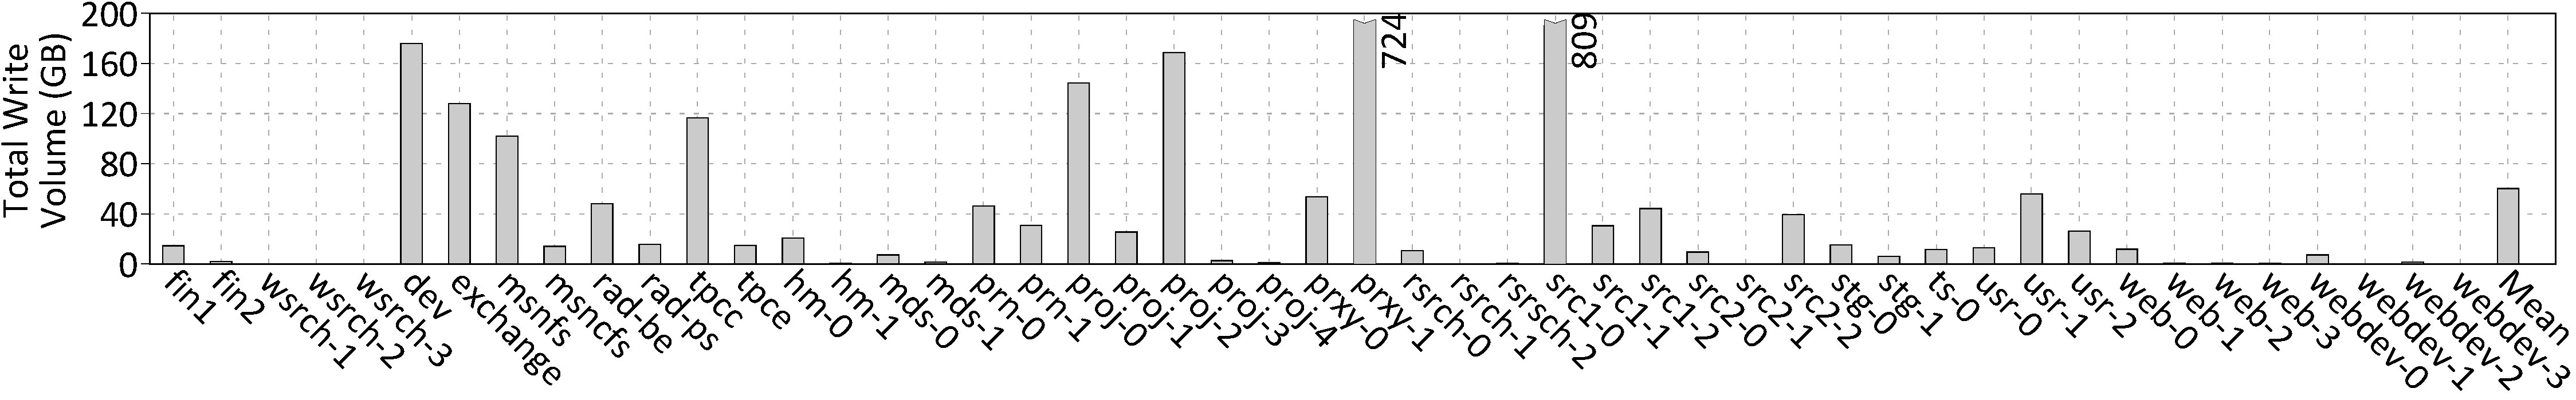 Total Write
Volume (GB)
200
160
120
80
40
0
724
809
fin1
fin2
wsrch-1
wsrch-2
wsrch-3
dev
exchange
msnfs
msncfs
rad-be
rad-ps
tpcc
tpce
hm-0
hm-1
mds-0
mds-1
prn-0
prn-1
proj-0
proj-1
proj-2
proj-3
proj-4
prxy-0
prxy-1
rsrch-0
rsrch-1
rsrsch-2
src1-0
src1-1
src1-2
src2-0
src2-1
src2-2
stg-0
stg-1
ts-0
usr-0
usr-1
usr-2
web-0
web-1
web-2
web-3
webdev-0
webdev-1
webdev-2
webdev-3
Mean